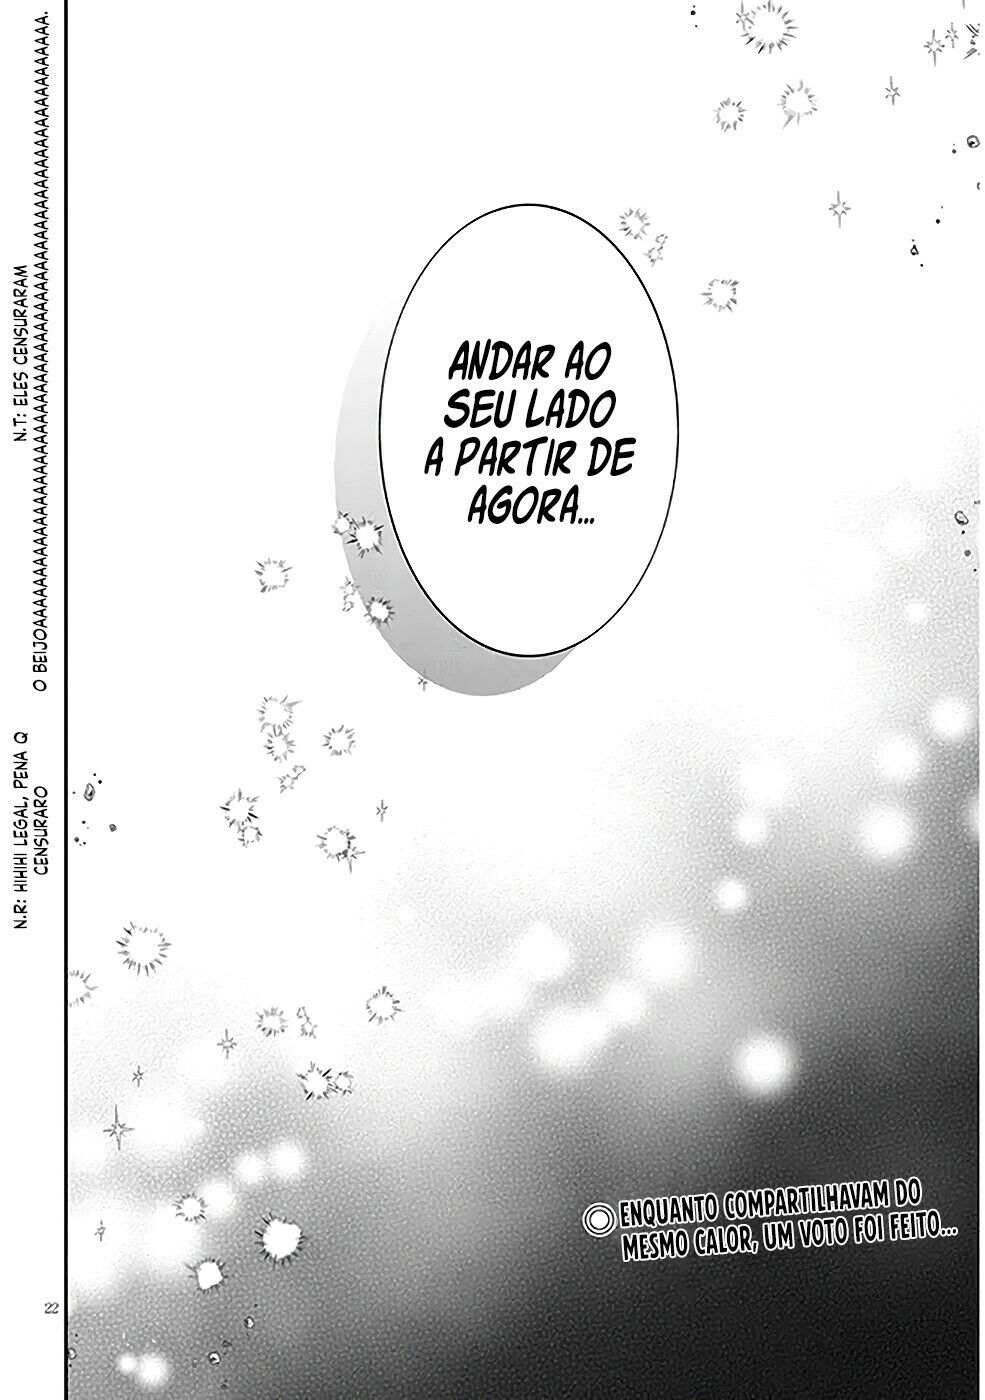 ANDAR AO
SEU LADO
A PARTIR DE
AGORA...
ENQUANTO COMPARTILHAVAM DO
MESMO CALOR, UM VOTO FOI FEITO...
N.T: ELES CENSURARAM
O BEIJOAAAAAAAAAAAAAAAAAAAAAAAAAAAAAAAAAAAAAAAAAAAAAAAAAAAAAAAAAAAA.
N.R: HIHIHI LEGAL, PENA Q
CENSURARO
22